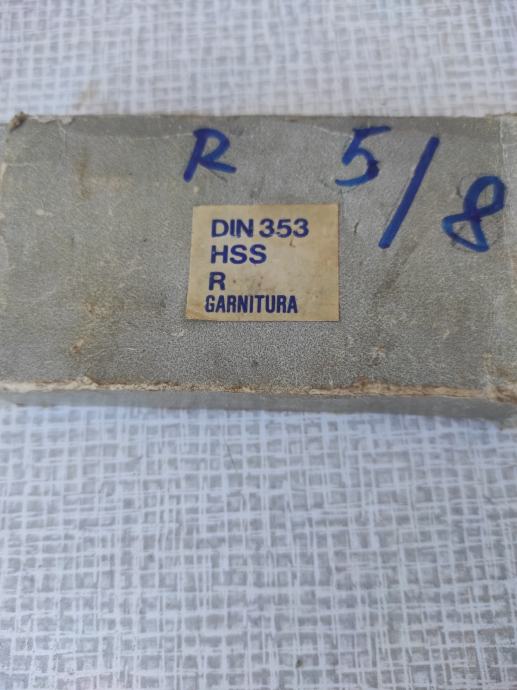 R 5/8
DIN 353
HSS
R
GARNITURA